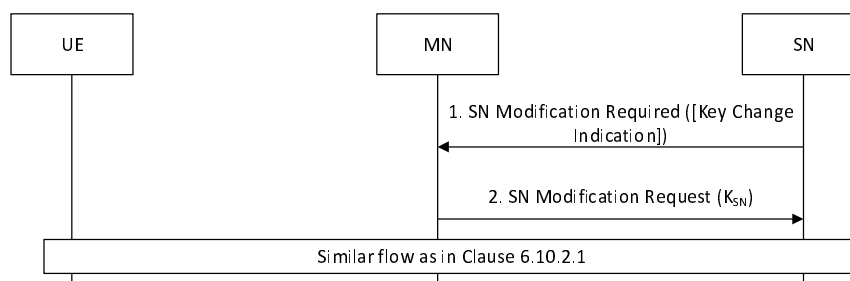 UE
MN
SN
1. SN Modification Required ([Key Change
Indication])
2. SN Modification Request (KSN)
Similar flow as in Clause 6.10.2.1